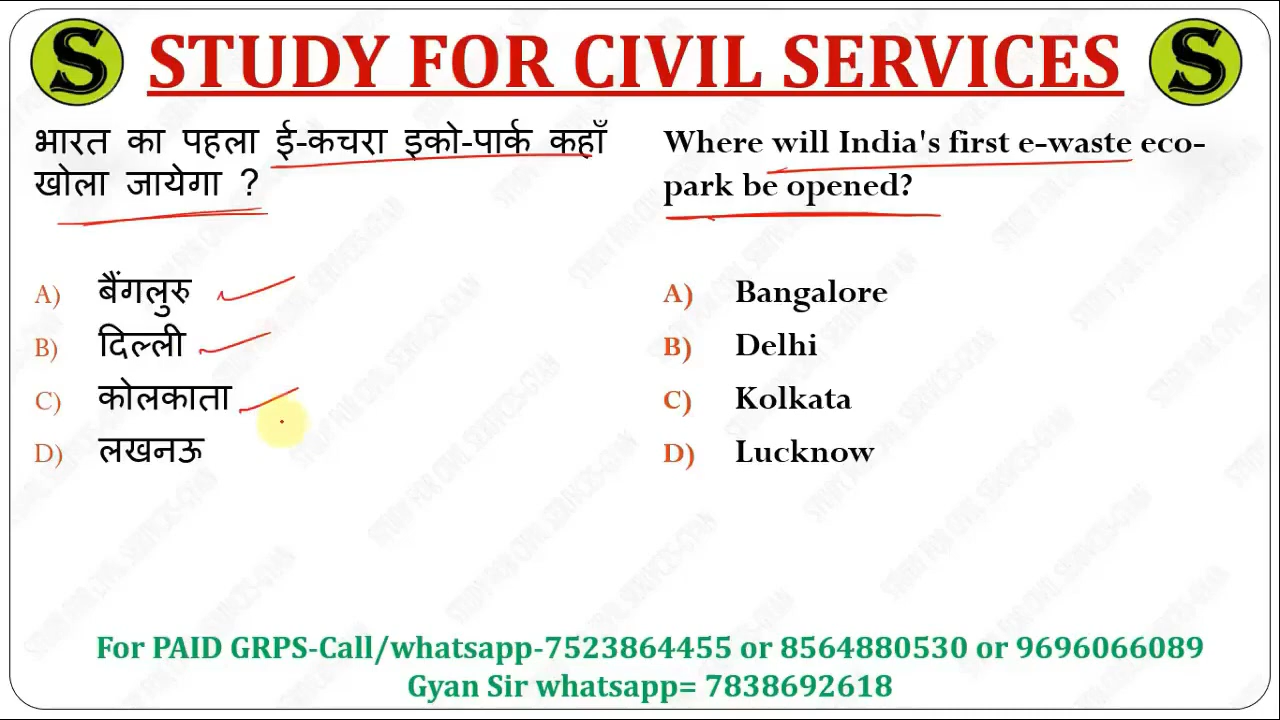 S STUDY FOR CIVIL SERVICES S
भारत का पहला ई-कचरा इको-पार्क कहाँ
खोला जायेगा ?
A) बैंगलुरु
B) दिल्ली
C) कोलकाता
D) लखनऊ
Where will India's first e-waste eco-
park be opened?
A) Bangalore
B) Delhi
C) Kolkata
D) Lucknow
For PAID GRPS-Call/whatsapp-7523864455 or 8564880530 or 9696066089
Gyan Sir whatsapp= 7838692618